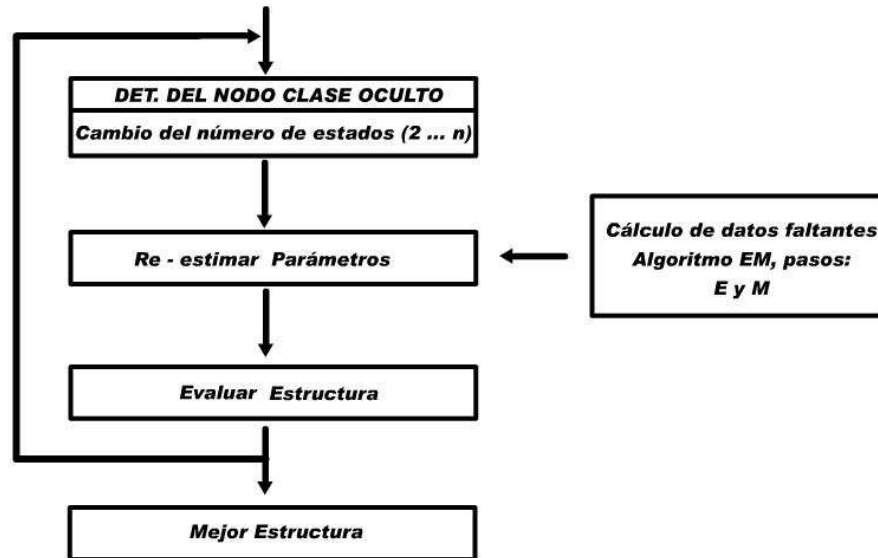 DET. DEL NODO CLASE OCULTO
Cambio del número de estados (2 ... n)
Re - estimar Parámetros
Cálculo de datos faltantes
Algoritmo EM, pasos:
E y M
Evaluar Estructura
Mejor Estructura